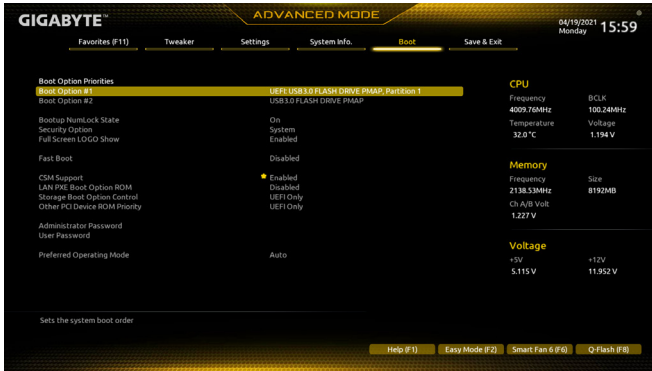 GIGABYTE™
ADVANCED MODE
04/19/2021 Monday 15:59
Favorites (F11) Tweaker Settings System Info. Boot Save & Exit
Boot Option Priorities
Boot Option #1 UEFI: USB3.0 FLASH DRIVE PMAP, Partition 1
Boot Option #2 USB3.0 FLASH DRIVE PMAP
Bootup NumLock State On
Security Option System
Full Screen LOGO Show Enabled
Fast Boot Disabled
CSM Support Enabled
LAN PXE Boot Option ROM Disabled
Storage Boot Option Control UEFI Only
Other PCI Device ROM Priority UEFI Only
Administrator Password
User Password
Preferred Operating Mode Auto
CPU
Frequency BCLK
4009.76MHz 100.24MHz
Temperature Voltage
32.0 °C 1.194 V
Memory
Frequency Size
2138.53MHz 8192MB
Ch A/B Volt
1.227 V
Voltage
+5V +12V
5.115 V 11.952 V
Sets the system boot order
Help (F1) Easy Mode (F2) Smart Fan 6 (F6) Q-Flash (F8)